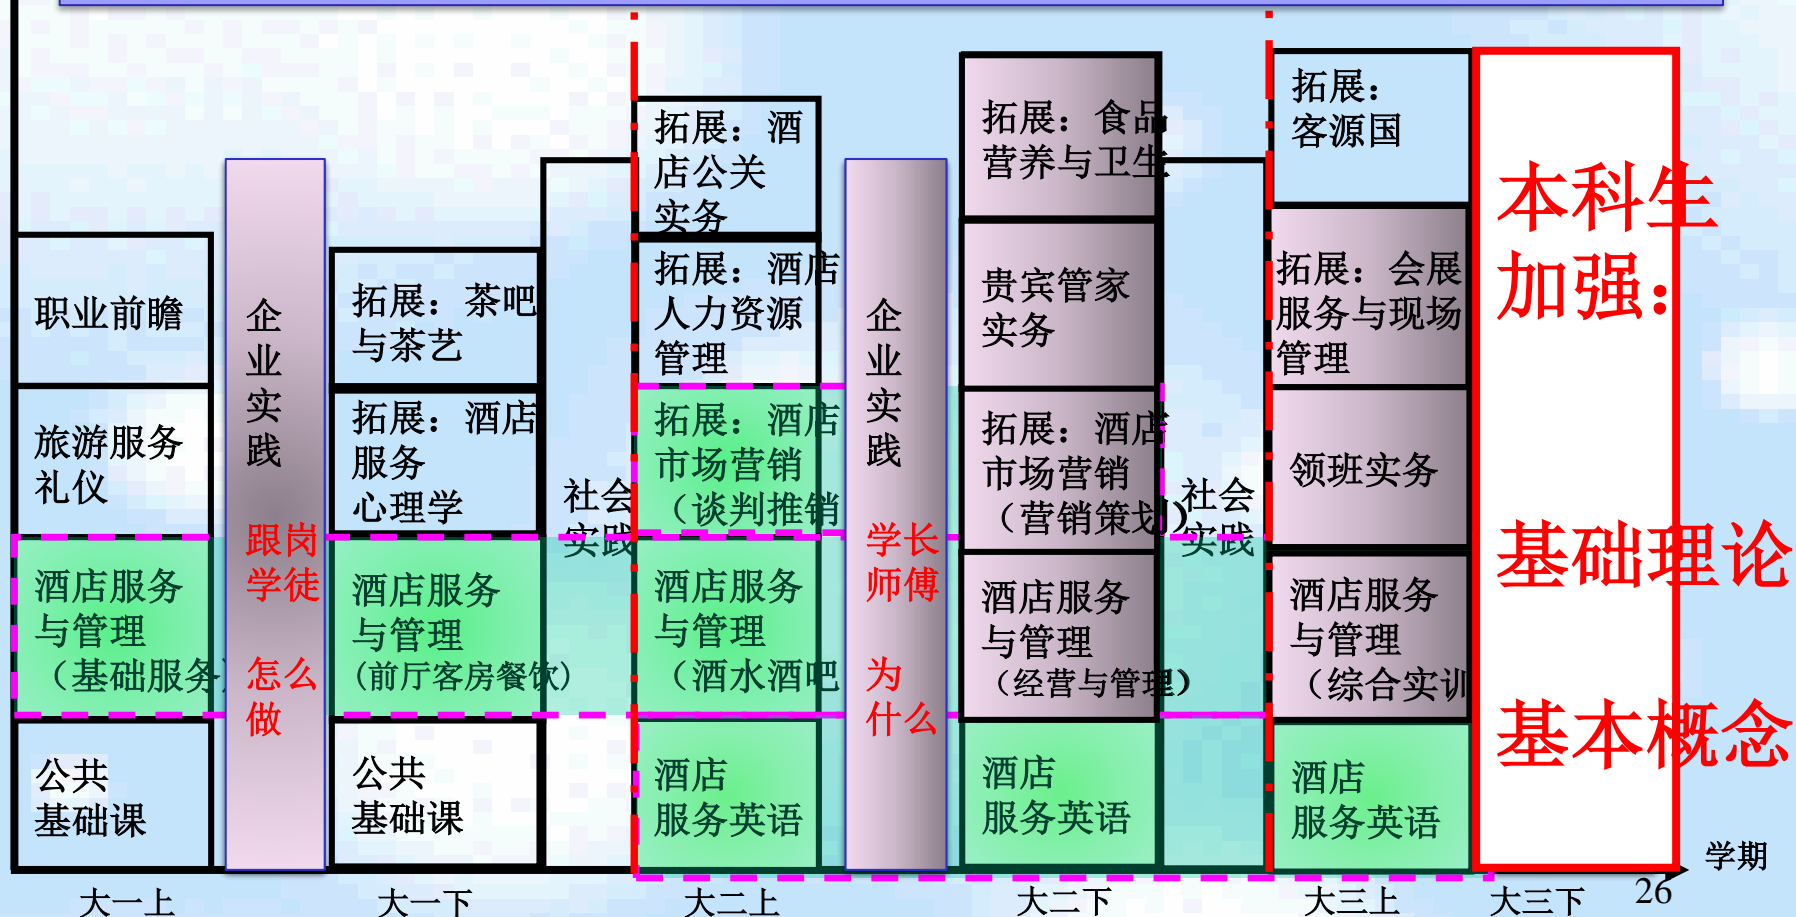 职业前瞻
旅游服务
礼仪
酒店服务
与管理
（基础服务）
公共
基础课
企
业
实
践
跟岗
学徒
怎么
做
拓展：茶吧
与茶艺
拓展：酒店
服务
心理学
酒店服务
与管理
(前厅客房餐饮)
公共
基础课
社会
实践
拓展：酒
店公关
实务
拓展：酒店
人力资源
管理
拓展：酒店
市场营销
（谈判推销
酒店服务
与管理
（酒水酒吧
酒店
服务英语
企
业
实
践
学长
师傅
为
什么
拓展：食品
营养与卫生
贵宾管家
实务
拓展：酒店
市场营销
（营销策划）
酒店服务
与管理
（经营与管理）
酒店
服务英语
社会
实践
拓展：
客源国
拓展：会展
服务与现场
管理
领班实务
酒店服务
与管理
（综合实训
酒店
服务英语
本科生
加强：
基础理论
基本概念
学期
大一上
大一下
大二上
大二下
大三上
大三下
26